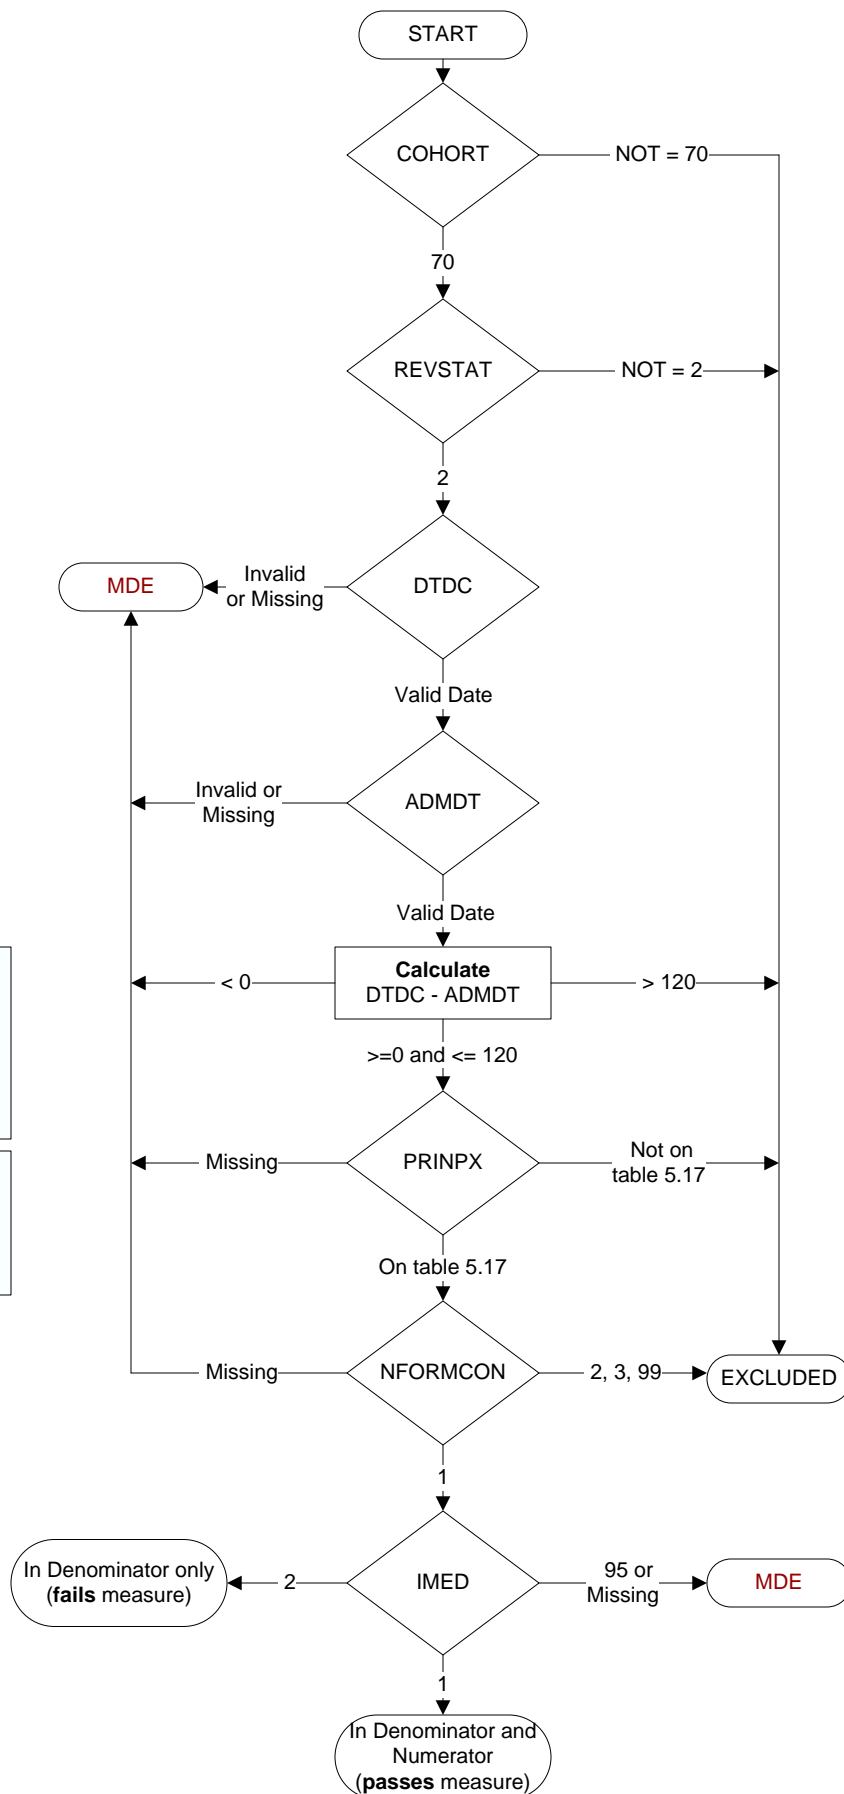 START
COHORT
NOT = 70
70
REVSTAT
NOT = 2
2
MDE
Invalid
or Missing
DTDC
Valid Date
Invalid or
Missing
ADMDT
Valid Date
< 0
Calculate
DTDC - ADMDT
> 120
>=0 and <= 120
Missing
PRINPX
Not on
table 5.17
On table 5.17
Missing
NFORMCON
2, 3, 99
EXCLUDED
1
In Denominator only
(fails measure)
2
IMED
95 or
Missing
MDE
1
In Denominator and
Numerator
(passes measure)